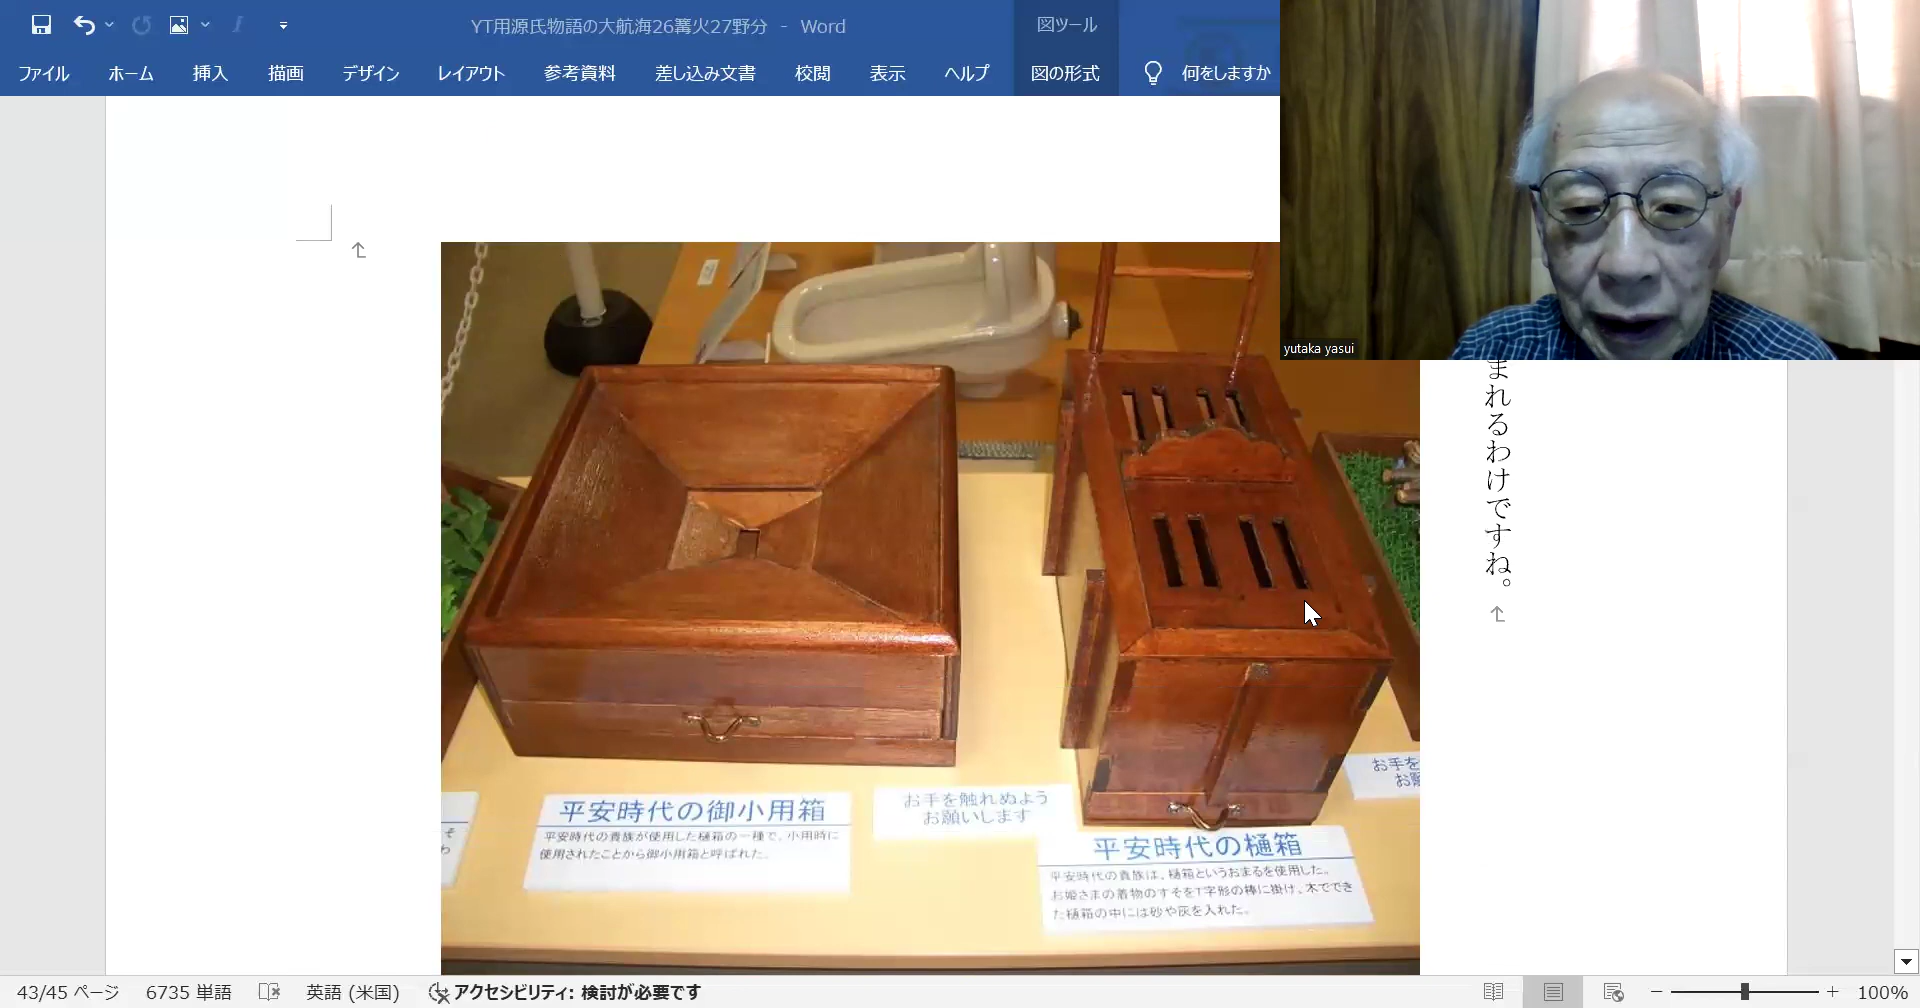 YT用源氏物語の大航海26篝火27野分 - Word
図ツール
ファイル ホーム 挿入 描画 デザイン レイアウト 参考資料 差し込み文書 校閲 表示 ヘルプ 図の形式 何をしますか
yutaka yasui
まれるわけですね。
平安時代の御小用箱
平安時代の貴族が使用した樋箱の一種で、小用時に
使用されたことから御小用箱と呼ばれた。
お手を触れぬよう
お願いします
平安時代の樋箱
平安時代の貴族は、樋箱というおまるを使用した。
お姫さまの着物のすそをT字形の棒に掛け、木ででき
た樋箱の中には砂や灰を入れた。
お手を
お願
43/45 ページ 6735 単語 英語 (米国) アクセシビリティ: 検討が必要です 100%